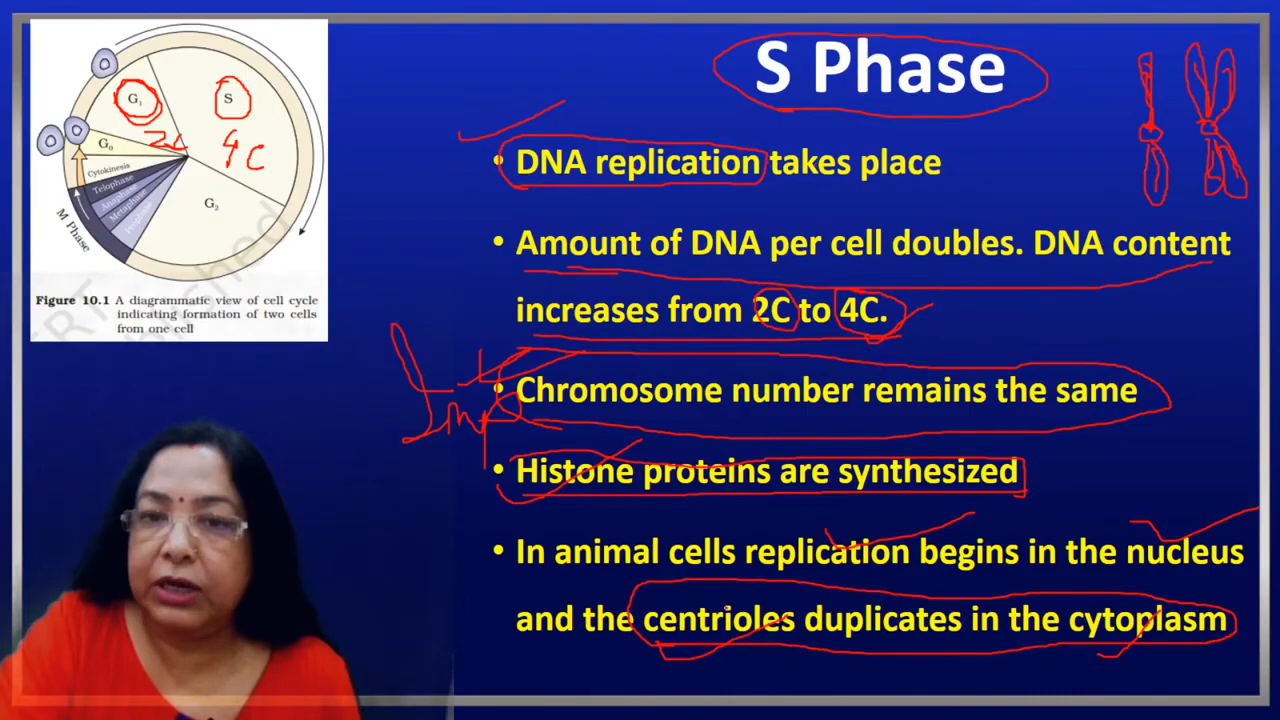 S Phase
• DNA replication takes place
• Amount of DNA per cell doubles. DNA content
increases from 2C to 4C.
• Chromosome number remains the same
• Histone proteins are synthesized
• In animal cells replication begins in the nucleus
and the centrioles duplicates in the cytoplasm
Imp
G1
S
2C
4C
G0
Cytokinesis
Telophase
Anaphase
Metaphase
Prophase
M Phase
G2
Figure 10.1 A diagrammatic view of cell cycle
indicating formation of two cells
from one cell